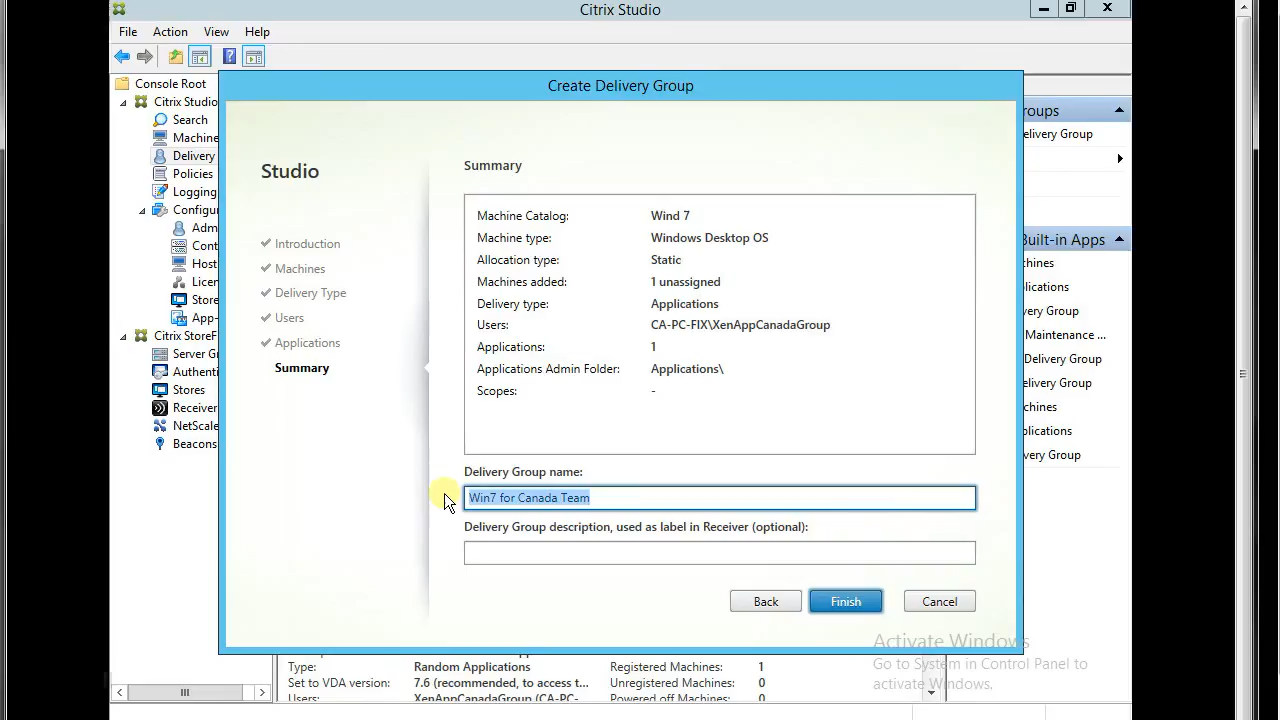 Citrix Studio
File Action View Help
Console Root
Citrix Studio
Search
Machine
Delivery
Policies
Logging
Configu
Adm
Cont
Host
Licen
Store
App-
Citrix StoreF
Server Gr
Authenti
Stores
Receiver
NetScale
Beacons
Create Delivery Group
Studio
Introduction
Machines
Delivery Type
Users
Applications
Summary
Summary
Machine Catalog: Wind 7
Machine type: Windows Desktop OS
Allocation type: Static
Machines added: 1 unassigned
Delivery type: Applications
Users: CA-PC-FIX\XenAppCanadaGroup
Applications: 1
Applications Admin Folder: Applications\
Scopes: -
Delivery Group name:
Win7 for Canada Team
Delivery Group description, used as label in Receiver (optional):
Back Finish Cancel
oups
elivery Group
Built-in Apps
hines
ications
ery Group
Maintenance ...
Delivery Group
elivery Group
chines
lications
very Group
Type: Random Applications Registered Machines: 1
Set to VDA version: 7.6 (recommended, to access t... Unregistered Machines: 0
Users: XenAppCanadaGroup (CA-PC- Powered off Machines: 0
Activate Windows
Go to System in Control Panel to
activate Windows.